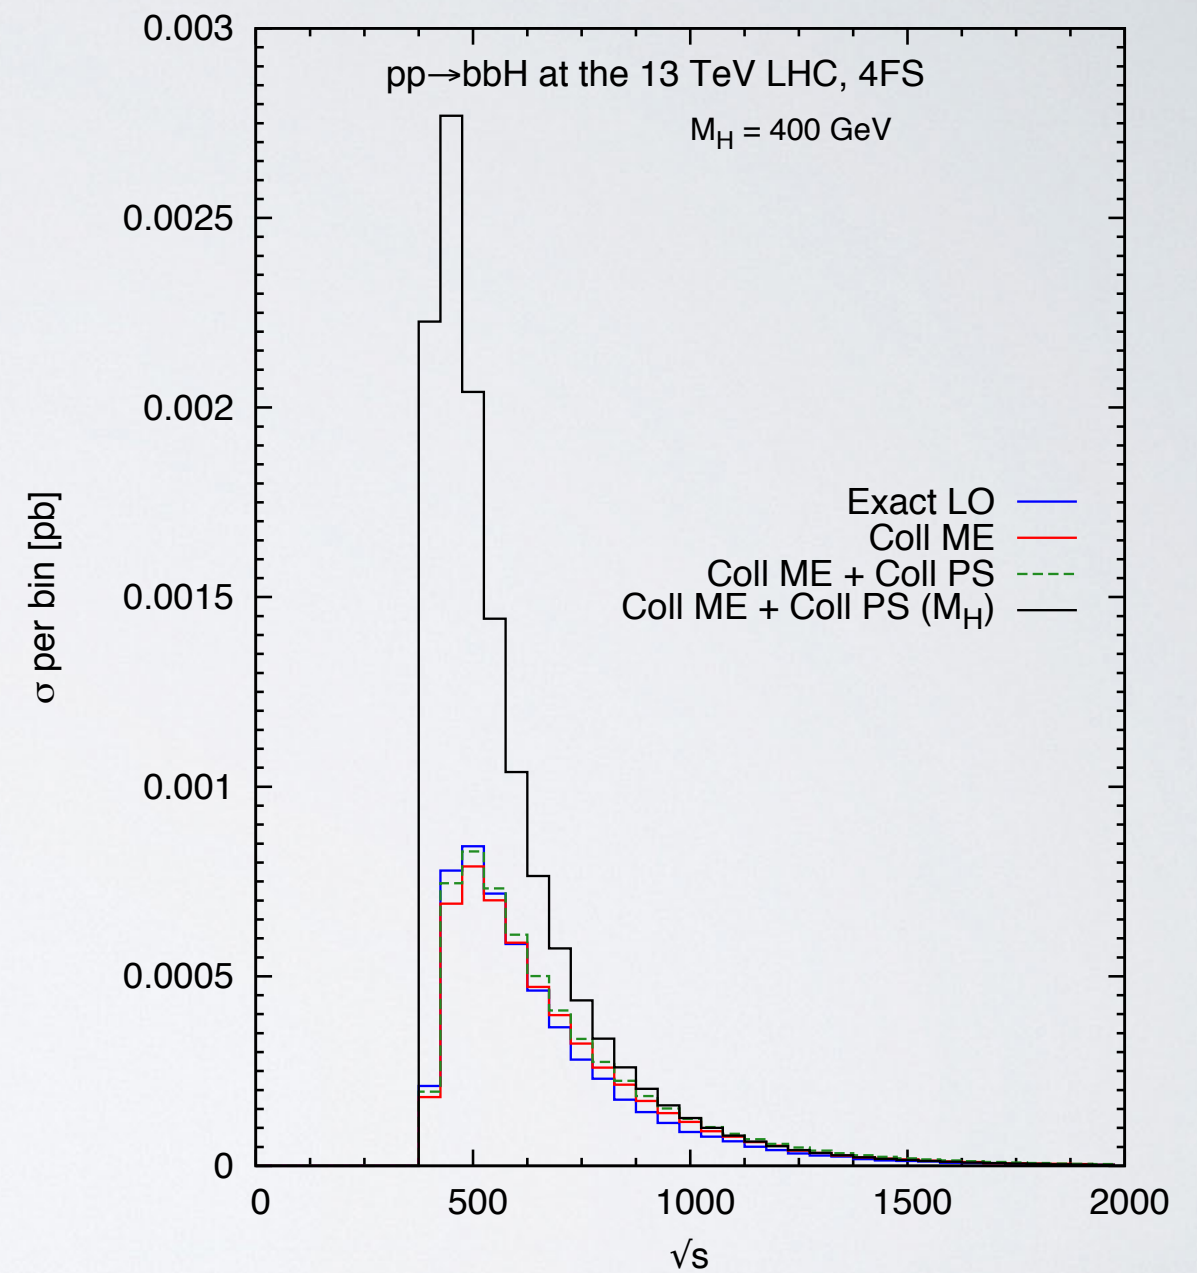 0.003
pp→bbH at the 13 TeV LHC, 4FS
M_H = 400 GeV
0.0025
0.002
Exact LO
Coll ME
Coll ME + Coll PS
Coll ME + Coll PS (M_H)
0.0015
σ per bin [pb]
0.001
0.0005
0
0 500 1000 1500 2000
√s